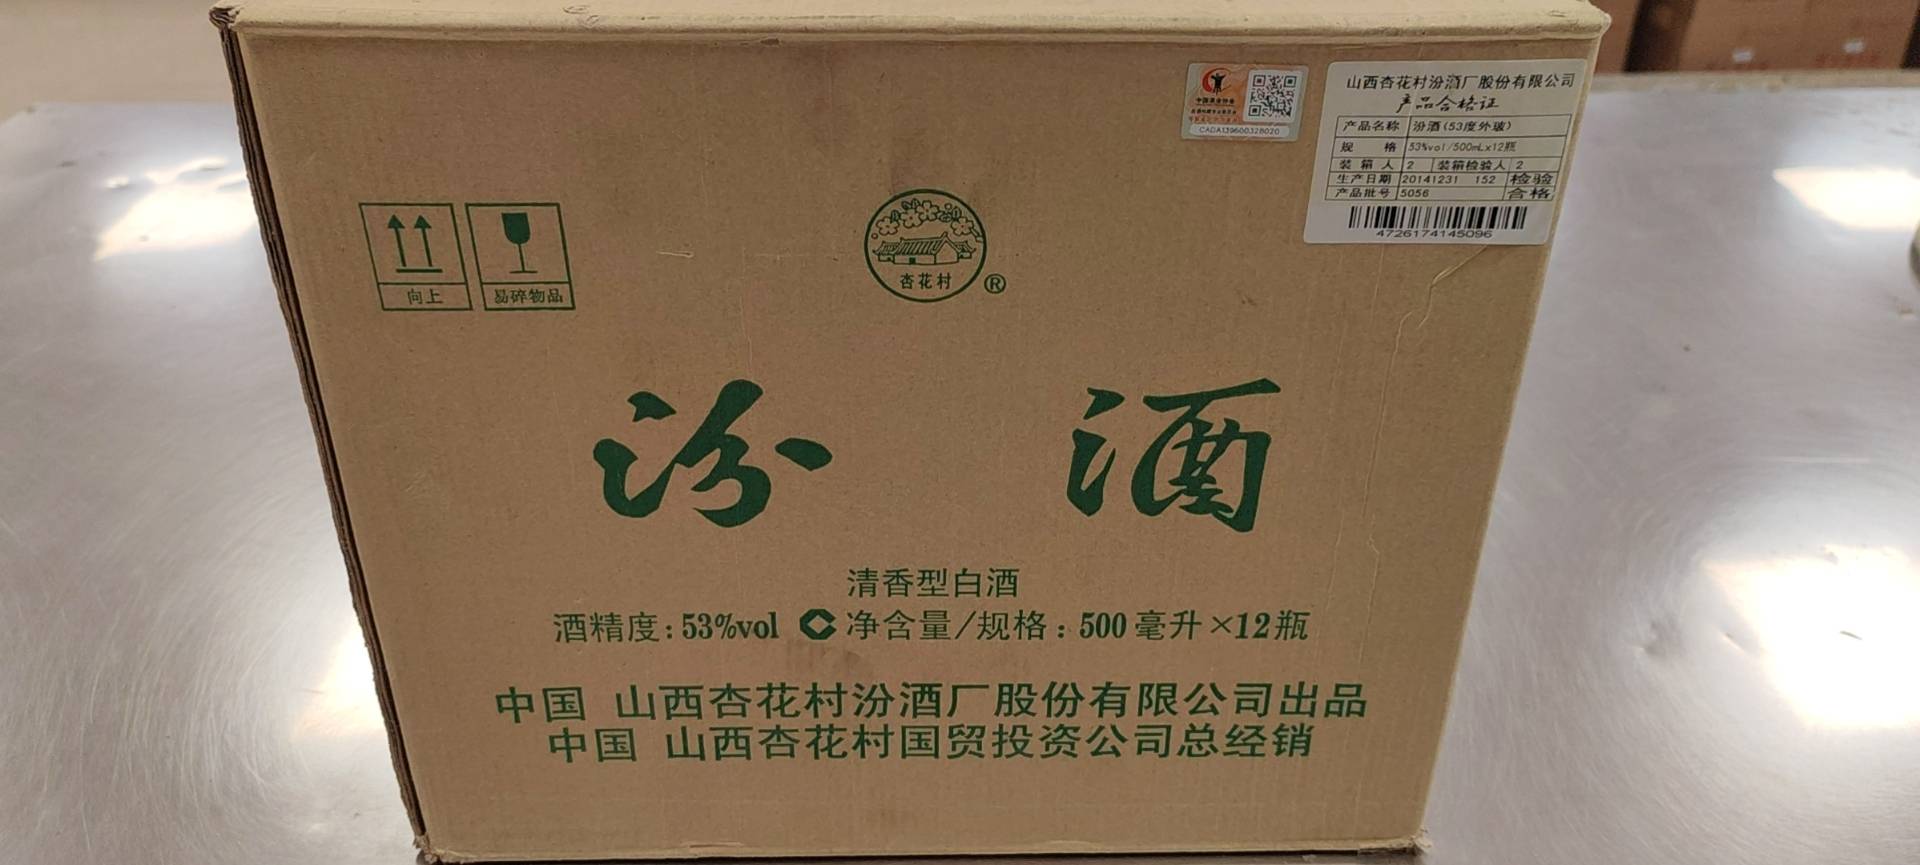 CADA139600328020
山西杏花村汾酒厂股份有限公司
产品合格证
产品名称 汾酒(53度外玻)
规 格 53%vol/500mLx12瓶
装箱人 2 装箱检验人 2
生产日期 20141231 152 检验
产品批号 5056 合格
4726174145096
向上 易碎物品
杏花村
®
汾酒
清香型白酒
酒精度:53%vol 净含量/规格:500毫升×12瓶
中国 山西杏花村汾酒厂股份有限公司出品
中国 山西杏花村国贸投资公司总经销